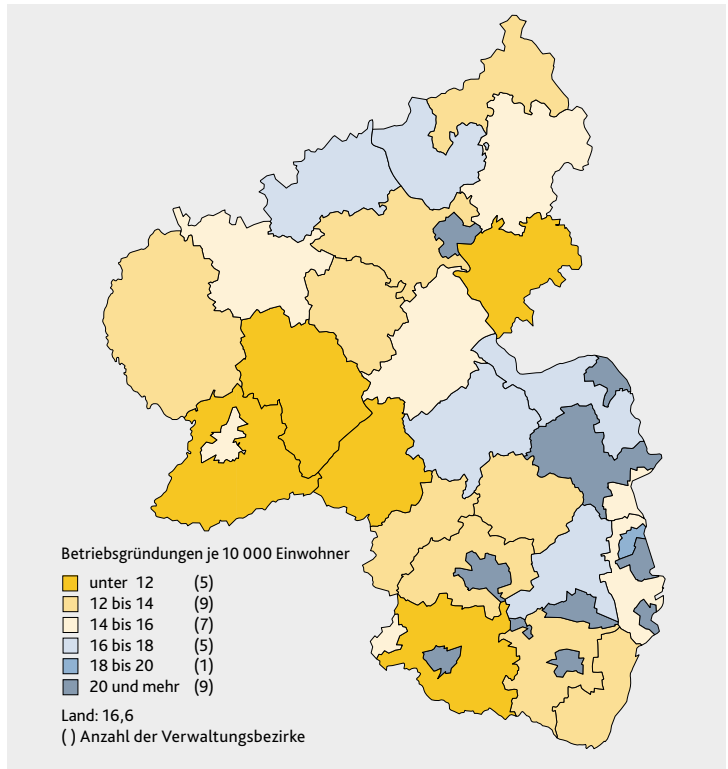 Betriebsgründungen je 10 000 Einwohner
unter 12 (5)
12 bis 14 (9)
14 bis 16 (7)
16 bis 18 (5)
18 bis 20 (1)
20 und mehr (9)
Land: 16,6
( ) Anzahl der Verwaltungsbezirke